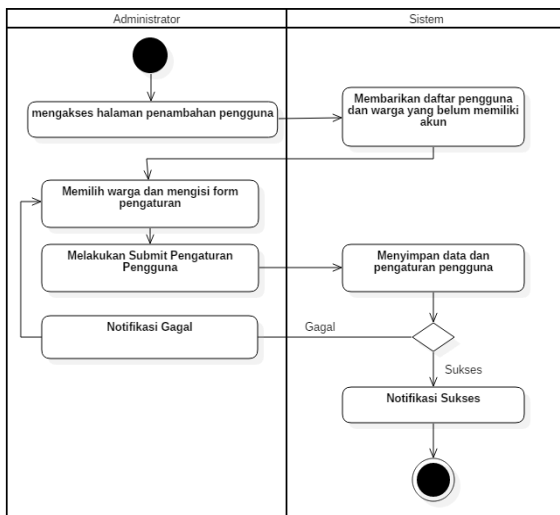 Administrator
Sistem
mengakses halaman penambahan pengguna
Membarikan daftar pengguna
dan warga yang belum memiliki
akun
Memilih warga dan mengisi form
pengaturan
Melakukan Submit Pengaturan
Pengguna
Menyimpan data dan
pengaturan pengguna
Notifikasi Gagal
Gagal
Sukses
Notifikasi Sukses